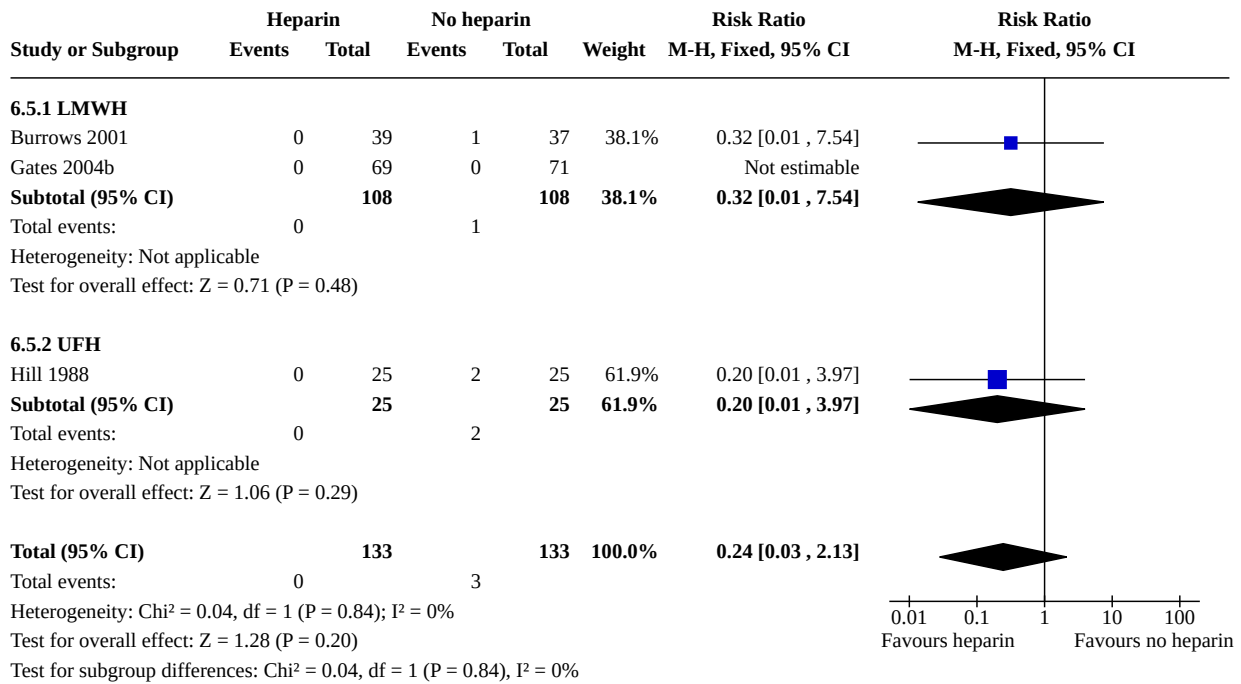 Heparin No heparin Risk Ratio Risk Ratio
Study or Subgroup Events Total Events Total Weight M-H, Fixed, 95% CI M-H, Fixed, 95% CI
6.5.1 LMWH
Burrows 2001 0 39 1 37 38.1% 0.32 [0.01 , 7.54]
Gates 2004b 0 69 0 71 Not estimable
Subtotal (95% CI) 108 108 38.1% 0.32 [0.01 , 7.54]
Total events: 0 1
Heterogeneity: Not applicable
Test for overall effect: Z = 0.71 (P = 0.48)
6.5.2 UFH
Hill 1988 0 25 2 25 61.9% 0.20 [0.01 , 3.97]
Subtotal (95% CI) 25 25 61.9% 0.20 [0.01 , 3.97]
Total events: 0 2
Heterogeneity: Not applicable
Test for overall effect: Z = 1.06 (P = 0.29)
Total (95% CI) 133 133 100.0% 0.24 [0.03 , 2.13]
Total events: 0 3
Heterogeneity: Chi² = 0.04, df = 1 (P = 0.84); I² = 0%
0.01 0.1 1 10 100
Test for overall effect: Z = 1.28 (P = 0.20)
Favours heparin Favours no heparin
Test for subgroup differences: Chi² = 0.04, df = 1 (P = 0.84), I² = 0%